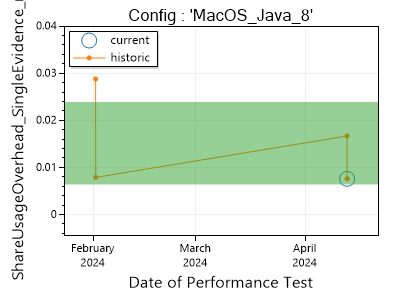 Config : 'MacOS_Java_8'
ShareUsageOverhead_SingleEvidence_
0.04
0.03
0.02
0.01
0
current
historic
February
2024
March
2024
April
2024
Date of Performance Test